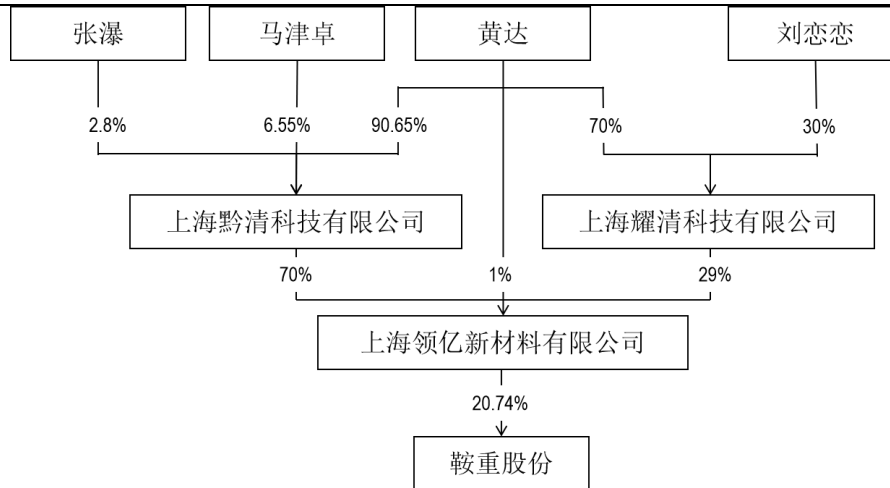 张瀑 马津卓 黄达 刘恋恋
2.8% 6.55% 90.65% 70% 30%
上海黔清科技有限公司 上海耀清科技有限公司
70% 1% 29%
上海领亿新材料有限公司
20.74%
鞍重股份